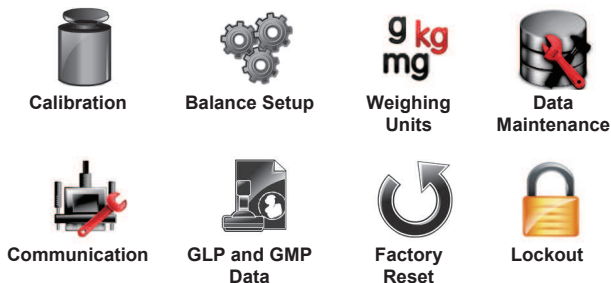 g kg
mg
Calibration
Balance Setup
Weighing
Units
Data
Maintenance
Communication
GLP and GMP
Data
Factory
Reset
Lockout